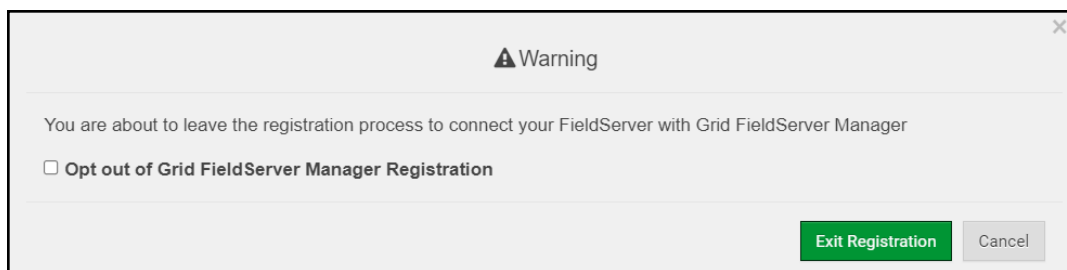 Warning
You are about to leave the registration process to connect your FieldServer with Grid FieldServer Manager
Opt out of Grid FieldServer Manager Registration
Exit Registration Cancel